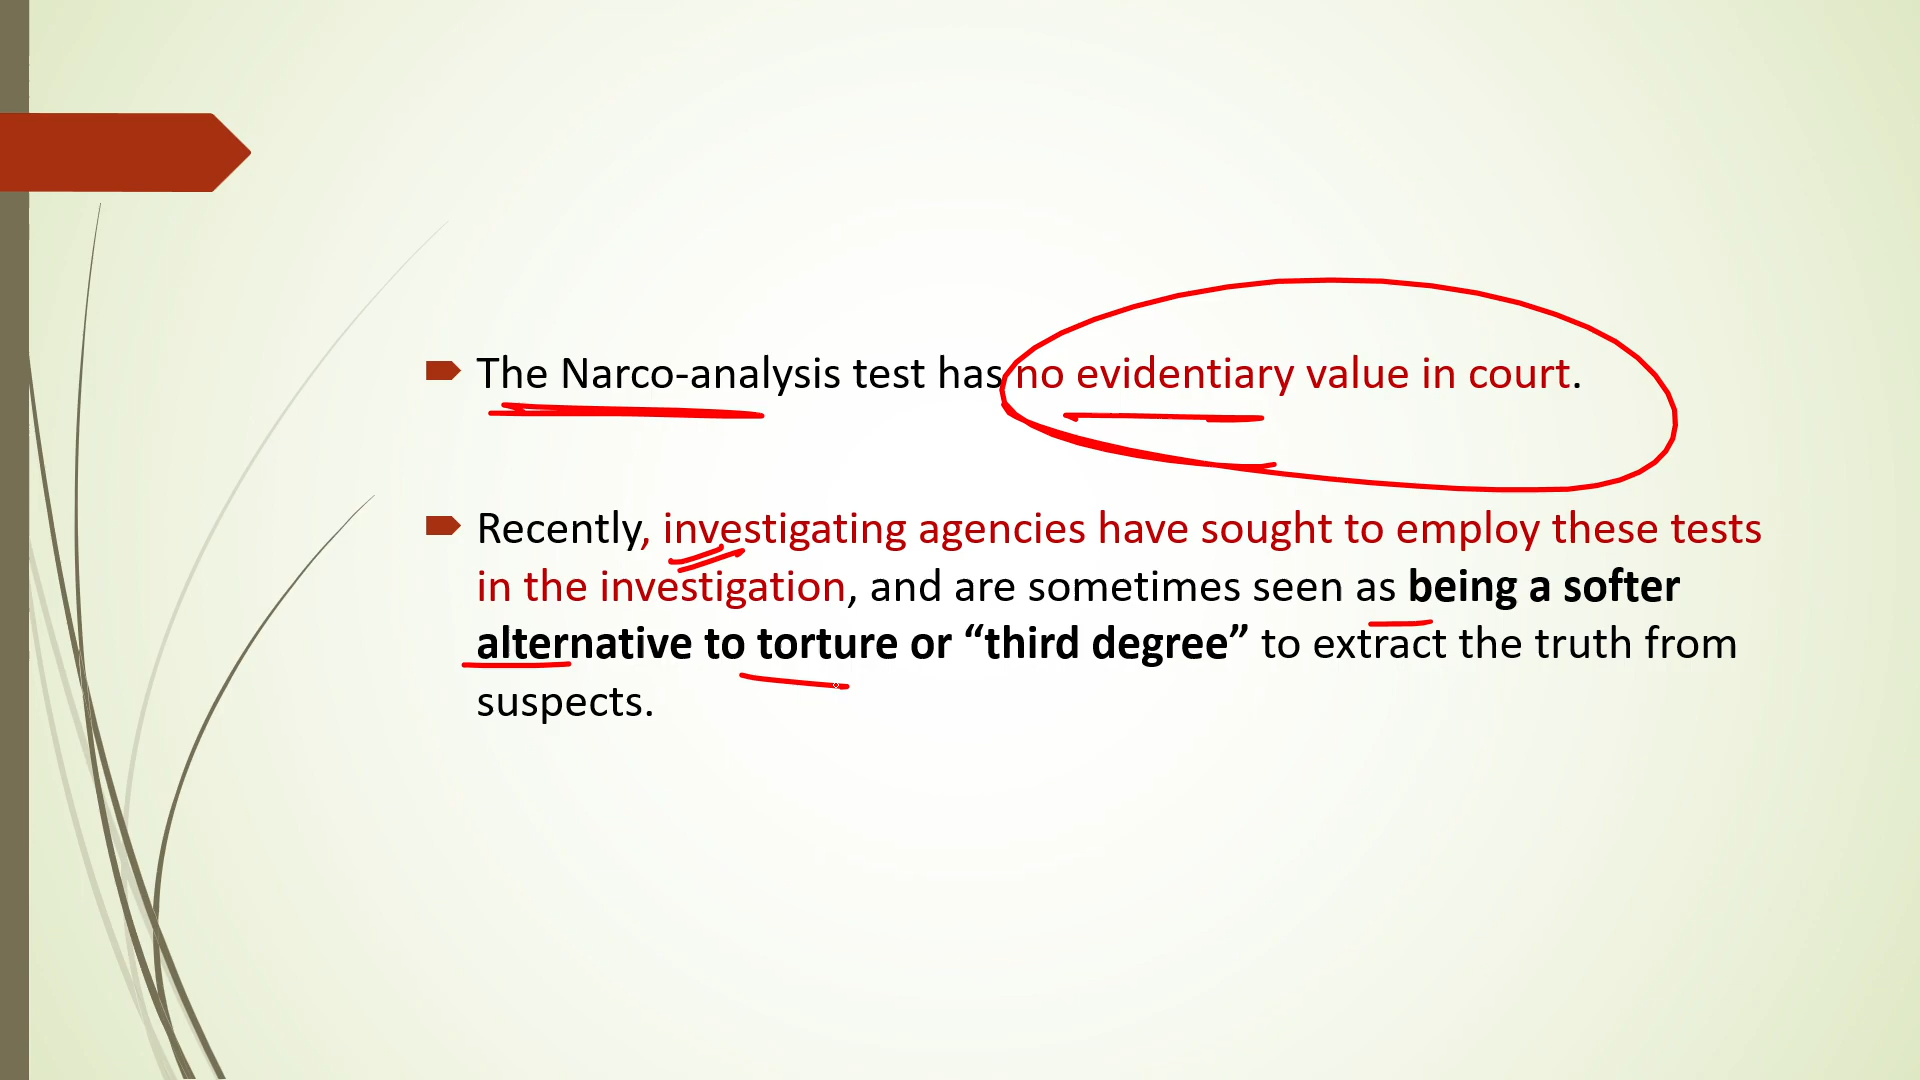 The Narco-analysis test has no evidentiary value in court.
Recently, investigating agencies have sought to employ these tests
in the investigation, and are sometimes seen as being a softer
alternative to torture or “third degree” to extract the truth from
suspects.